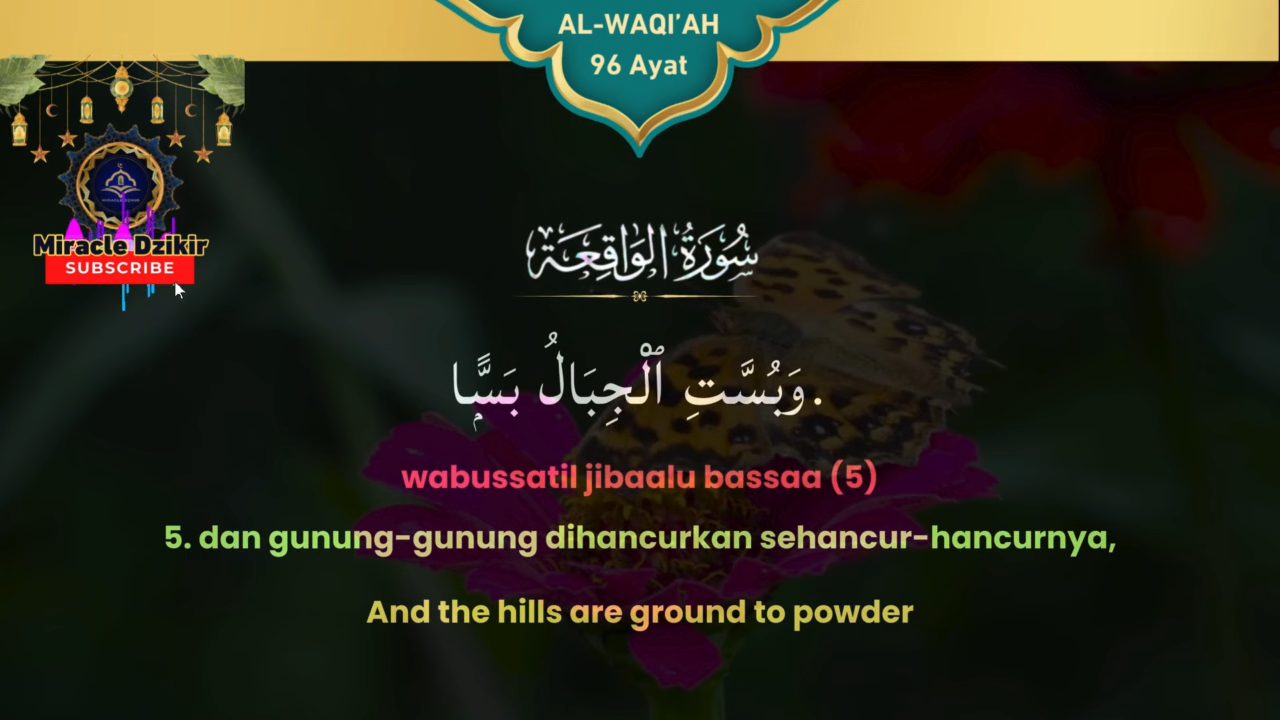 AL-WAQI’AH
96 Ayat
Miracle Dzikir
SUBSCRIBE
سُورَةُ الوَاقِعَة
وَبُسَّتِ ٱلْجِبَالُ بَسًّۭا.
wabussatil jibaalu bassaa (5)
5. dan gunung-gunung dihancurkan sehancur-hancurnya,
And the hills are ground to powder